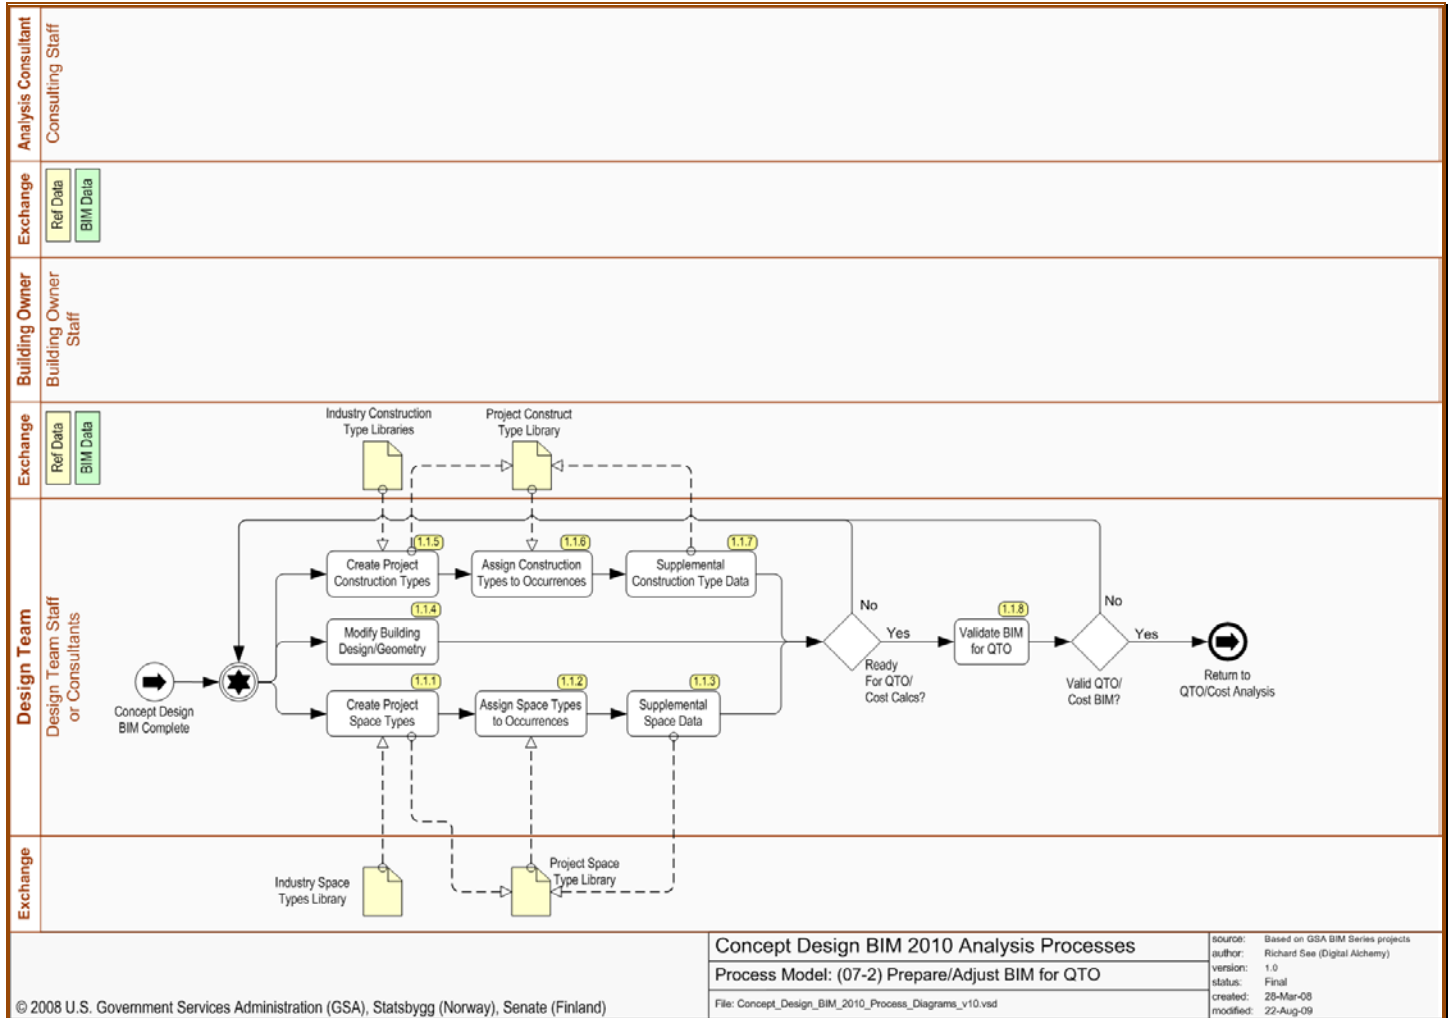 Analysis Consultant
Consulting Staff
Exchange
Ref Data
BIM Data
Building Owner
Building Owner
Staff
Exchange
Ref Data
BIM Data
Industry Construction
Type Libraries
Project Construct
Type Library
Design Team
Design Team Staff
or Consultants
1.1.5
Create Project
Construction Types
1.1.6
Assign Construction
Types to Occurrences
1.1.7
Supplemental
Construction Type Data
1.1.4
Modify Building
Design/Geometry
No
Yes
Ready
For QTO/
Cost Calcs?
1.1.8
Validate BIM
for QTO
No
Yes
Valid QTO/
Cost BIM?
Return to
QTO/Cost Analysis
Concept Design
BIM Complete
1.1.1
Create Project
Space Types
1.1.2
Assign Space Types
to Occurrences
1.1.3
Supplemental
Space Data
Exchange
Industry Space
Types Library
Project Space
Type Library
© 2008 U.S. Government Services Administration (GSA), Statsbygg (Norway), Senate (Finland)
Concept Design BIM 2010 Analysis Processes
Process Model: (07-2) Prepare/Adjust BIM for QTO
File: Concept_Design_BIM_2010_Process_Diagrams_v10.vsd
source: Based on GSA BIM Series projects
author: Richard See (Digital Alchemy)
version: 1.0
status: Final
created: 28-Mar-08
modified: 22-Aug-09